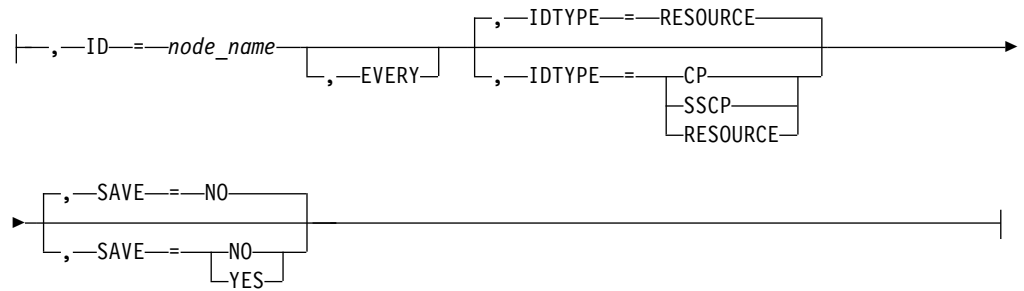 , IDTYPE = RESOURCE
, ID = node_name
, EVERY
, IDTYPE = CP
SSCP
RESOURCE
, SAVE = NO
, SAVE = NO
YES